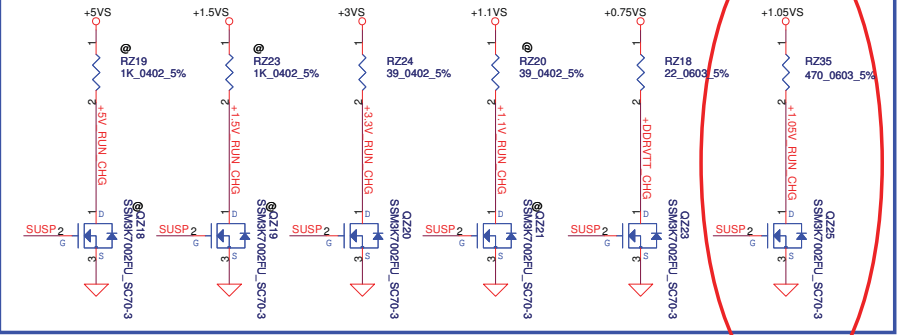 +5VS
1
@
RZ19
1K_0402_5%
2
+5V_RUN_CHG
SUSP 2
G
1
D
S
3
@
QZ18
SSM3K7002FU_SC70-3
+1.5VS
1
@
RZ23
1K_0402_5%
2
+1.5V_RUN_CHG
SUSP 2
G
1
D
S
3
@
QZ19
SSM3K7002FU_SC70-3
+3VS
1
RZ24
39_0402_5%
2
+3.3V_RUN_CHG
SUSP 2
G
1
D
S
3
QZ20
SSM3K7002FU_SC70-3
+1.1VS
1
@
RZ20
39_0402_5%
2
+1.1V_RUN_CHG
SUSP 2
G
1
D
S
3
@
QZ21
SSM3K7002FU_SC70-3
+0.75VS
1
RZ18
22_0603_5%
2
+DDRVTT_CHG
SUSP 2
G
1
D
S
3
QZ23
SSM3K7002FU_SC70-3
+1.05VS
1
RZ35
470_0603_5%
2
+1.05V_RUN_CHG
SUSP 2
G
1
D
S
3
QZ25
SSM3K7002FU_SC70-3